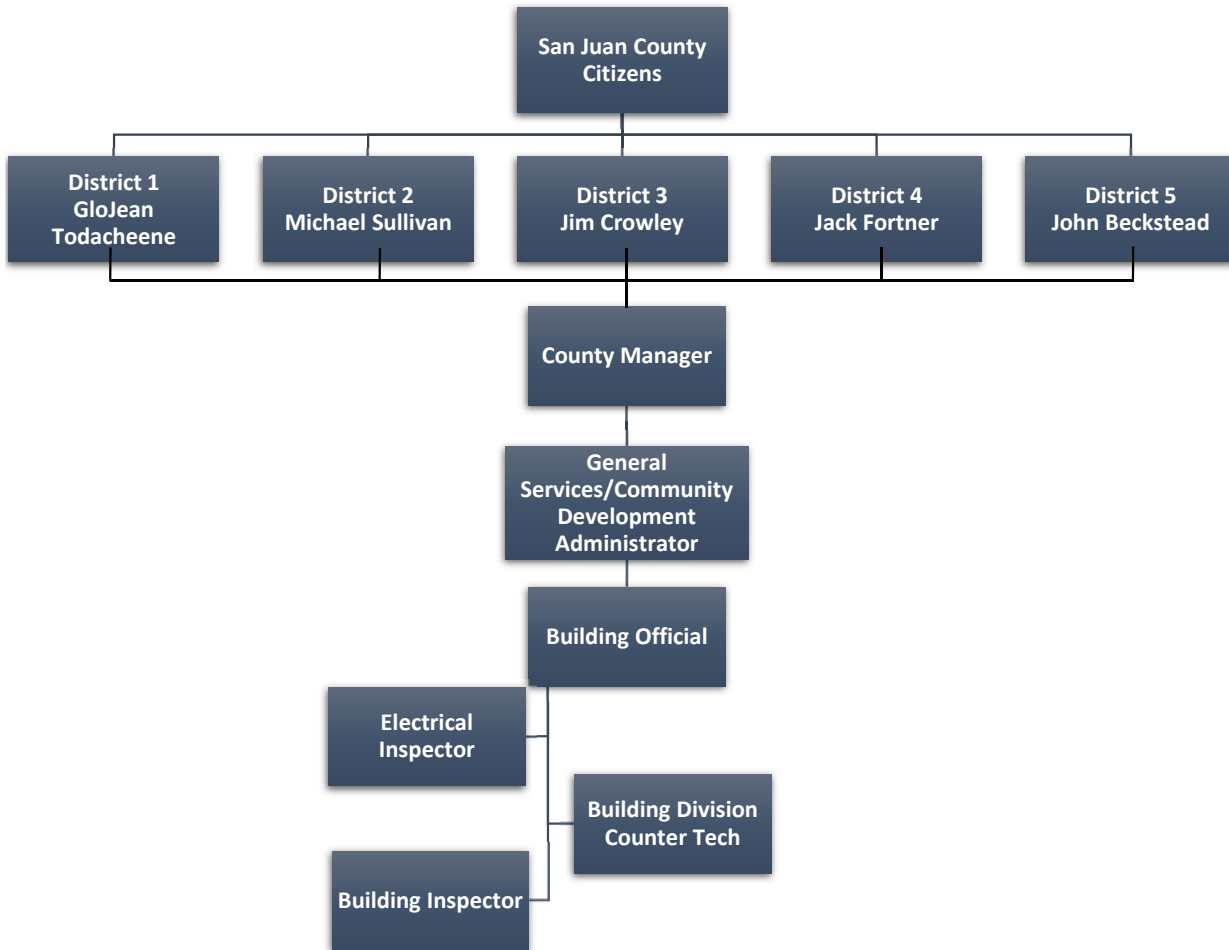 San Juan County
Citizens
District 1
GloJean
Todacheene
District 2
Michael Sullivan
District 3
Jim Crowley
District 4
Jack Fortner
District 5
John Beckstead
County Manager
General
Services/Community
Development
Administrator
Building Official
Electrical
Inspector
Building Division
Counter Tech
Building Inspector